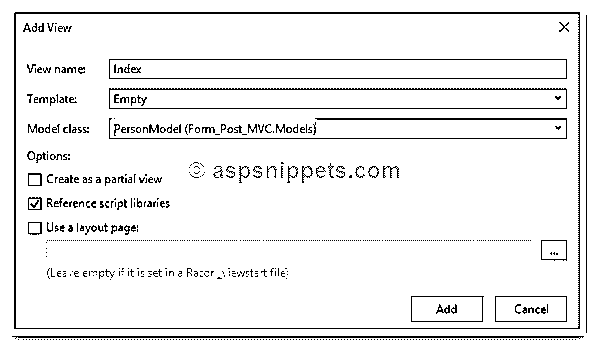 Add View
View name: Index
Template: Empty
Model class: PersonModel (Form_Post_MVC.Models)
Options:
Create as a partial view
© aspsnippets.com
Reference script libraries
Use a layout page:
...
(Leave empty if it is set in a Razor _viewstart file)
Add Cancel